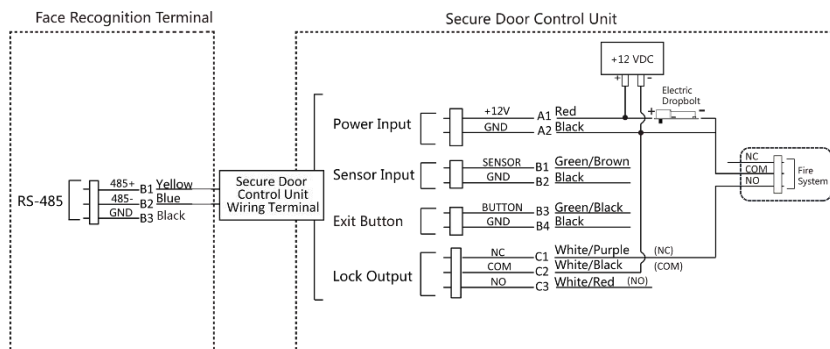 Face Recognition Terminal
Secure Door Control Unit
+12 VDC
+ -
Electric
Dropbolt
+ -
Power Input
+12V A1 Red
GND A2 Black
Sensor Input
SENSOR B1 Green/Brown
GND B2 Black
Exit Button
BUTTON B3 Green/Black
GND B4 Black
Lock Output
NC C1 White/Purple (NC)
COM C2 White/Black (COM)
NO C3 White/Red (NO)
NC
COM
NO
Fire
System
RS-485
485+ B1 Yellow
485- B2 Blue
GND B3 Black
Secure Door
Control Unit
Wiring Terminal